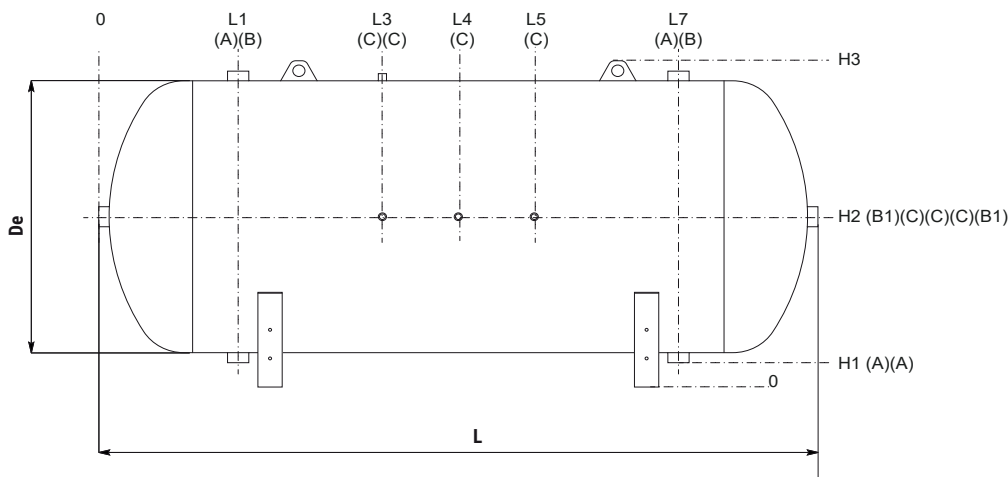 0 L1 L3 L4 L5 L7
(A)(B) (C)(C) (C) (C) (A)(B)
H3
De
H2 (B1)(C)(C)(C)(B1)
H1 (A)(A)
0
L